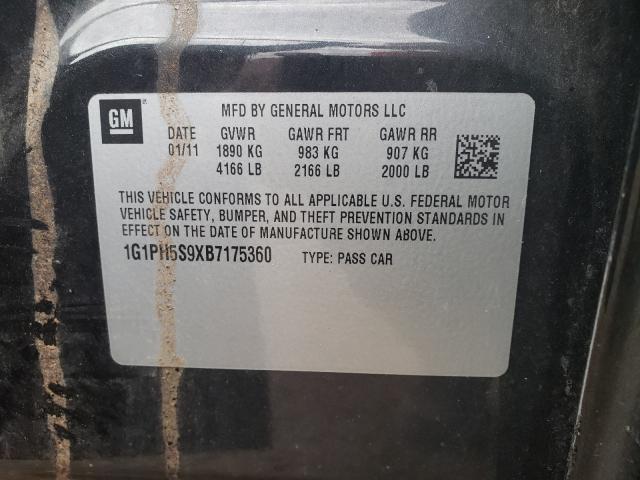 GM
MFD BY GENERAL MOTORS LLC
DATE GVWR GAWR FRT GAWR RR
01/11 1890 KG 983 KG 907 KG
4166 LB 2166 LB 2000 LB
THIS VEHICLE CONFORMS TO ALL APPLICABLE U.S. FEDERAL MOTOR
VEHICLE SAFETY, BUMPER, AND THEFT PREVENTION STANDARDS IN
EFFECT ON THE DATE OF MANUFACTURE SHOWN ABOVE.
1G1PH5S9XB7175360 TYPE: PASS CAR